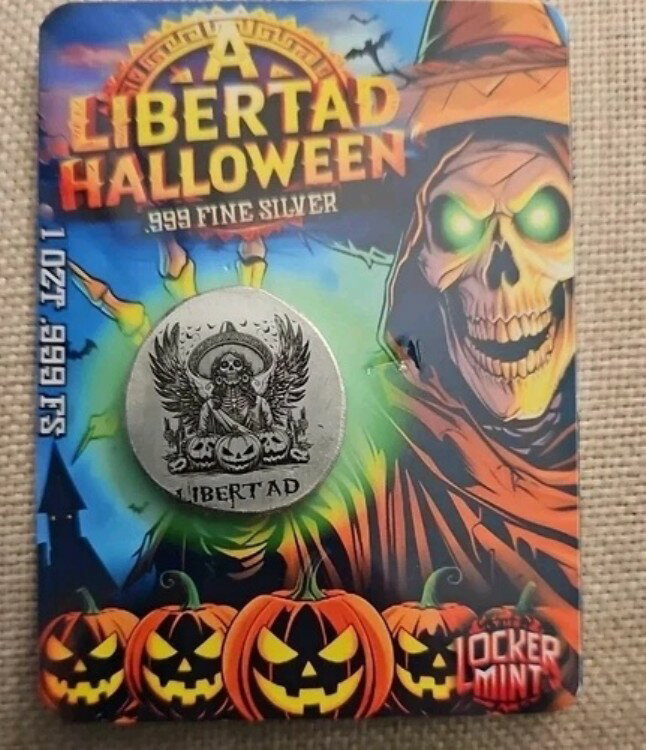 A
LIBERTAD
HALLOWEEN
.999 FINE SILVER
1 OZT .999 FS
LIBERTAD
LOCKER
MINT